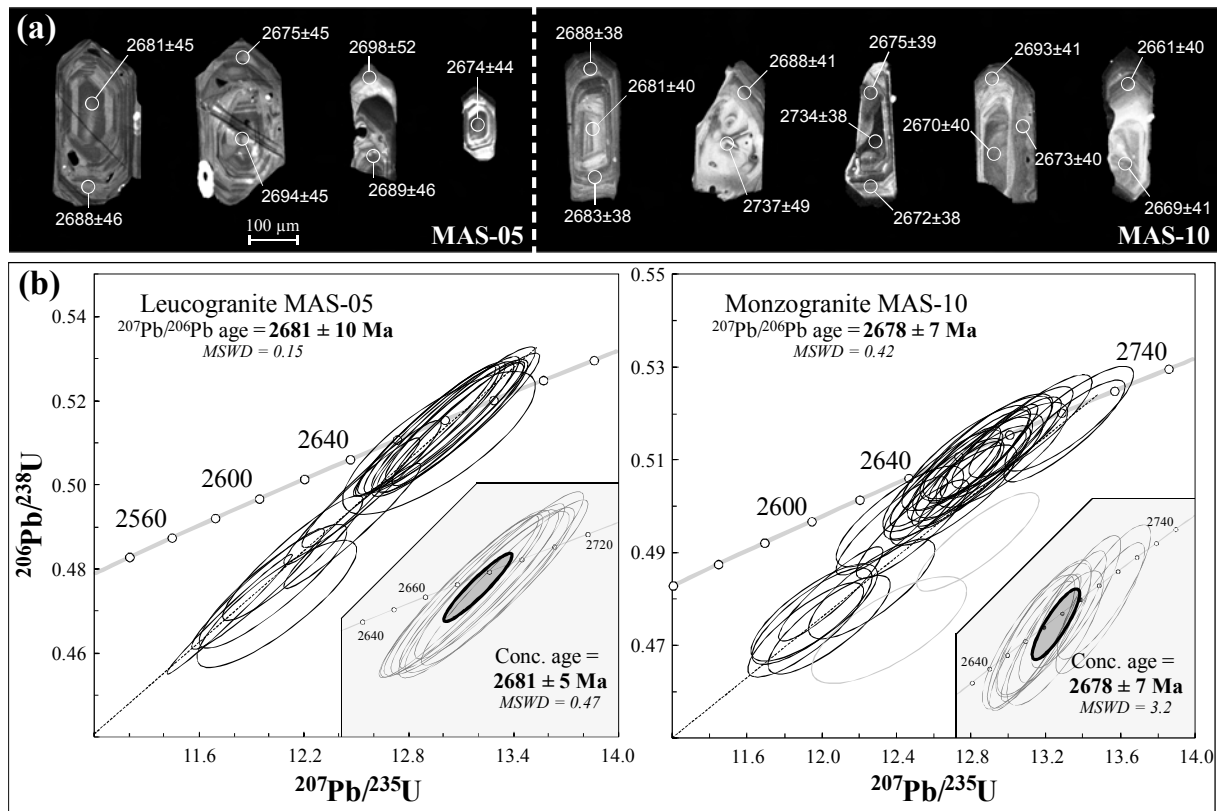 (a)
2681±45
2688±46
2675±45
2694±45
2698±52
2689±46
2674±44
100 µm
MAS-05
2688±38
2681±40
2683±38
2688±41
2737±49
2675±39
2734±38
2672±38
2693±41
2670±40
2673±40
2661±40
2669±41
MAS-10
(b)
Leucogranite MAS-05
207Pb/206Pb age = 2681 ± 10 Ma
MSWD = 0.15
0.54
0.52
0.50
0.48
0.46
206Pb/238U
2560
2600
2640
2640
2660
2720
Conc. age =
2681 ± 5 Ma
MSWD = 0.47
11.6
12.2
12.8
13.4
14.0
207Pb/235U
Monzogranite MAS-10
207Pb/206Pb age = 2678 ± 7 Ma
MSWD = 0.42
0.55
0.53
0.51
0.49
0.47
2600
2640
2740
2640
2740
Conc. age =
2678 ± 7 Ma
MSWD = 3.2
11.6
12.0
12.4
12.8
13.2
13.6
14.0
207Pb/235U